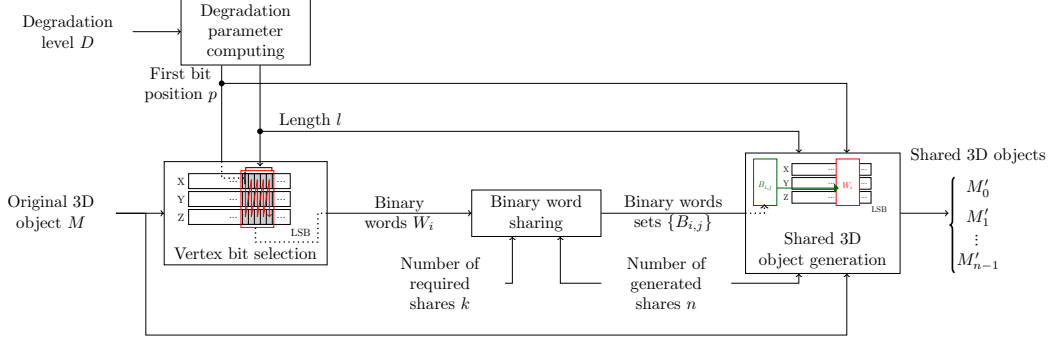 Degradation
level D
Degradation
parameter
computing
First bit
position p
Length l
Original 3D
object M
X ... ...
Y ... ...
Z ... ...
LSB
Vertex bit selection
Binary
words W_i
Binary word
sharing
Binary words
sets {B_{i,j}}
Number of
required
shares k
Number of
generated
shares n
B_{i,j}
X ... ...
Y ... ...
Z ... ...
W_i
LSB
Shared 3D
object generation
Shared 3D objects
M'_0
M'_1
⋮
M'_{n−1}